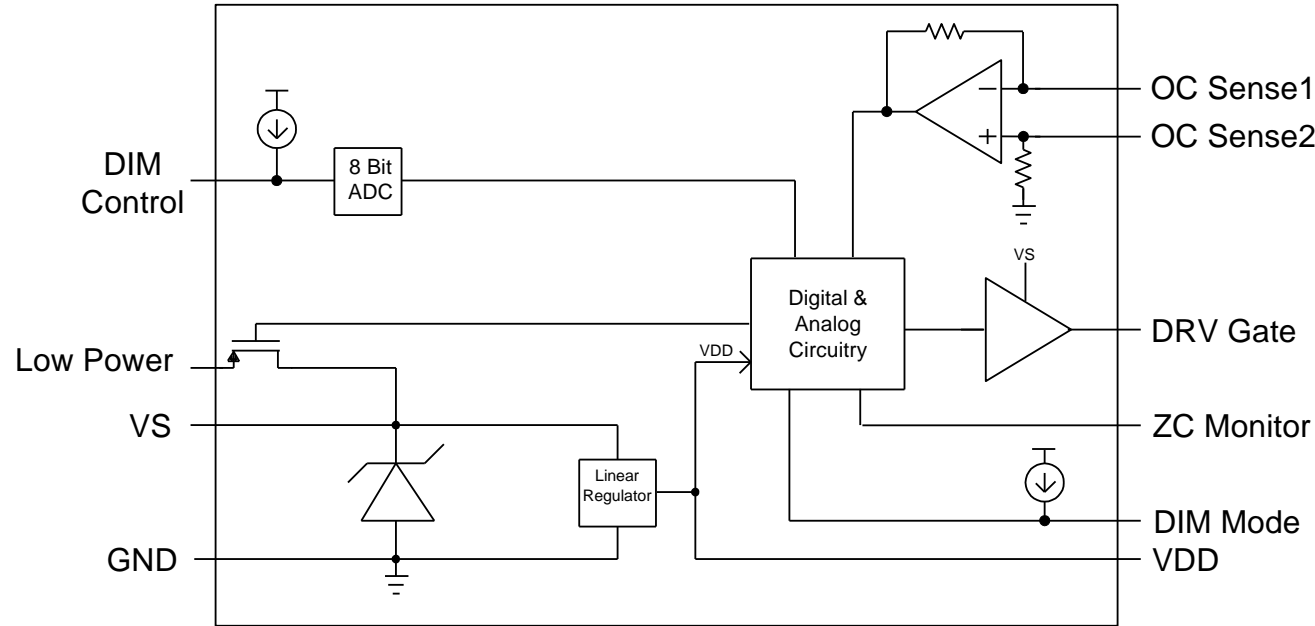 OC Sense1
OC Sense2
DIM
Control
8 Bit
ADC
VS
Digital &
Analog
Circuitry
DRV Gate
Low Power
VDD
VS
ZC Monitor
Linear
Regulator
DIM Mode
GND
VDD